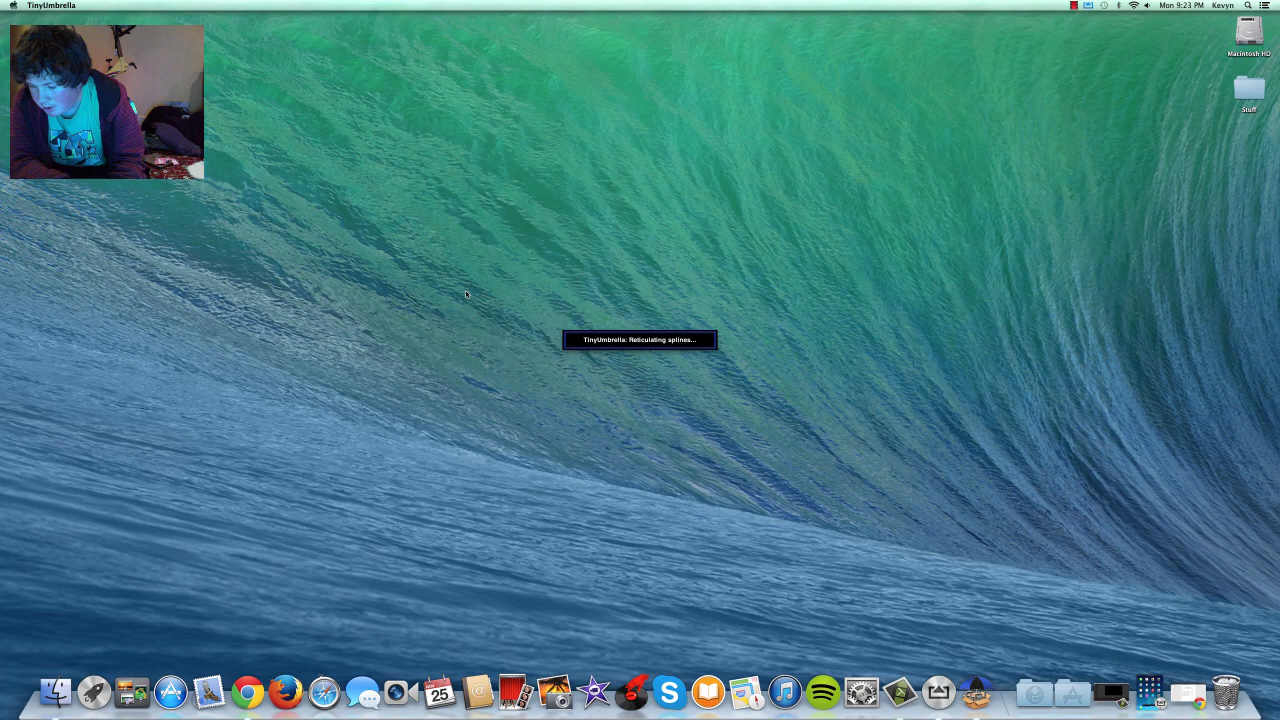 TinyUmbrella
Mon 9:23 PM
Kevyn
Macintosh HD
Stuff
TinyUmbrella: Reticulating splines...
25